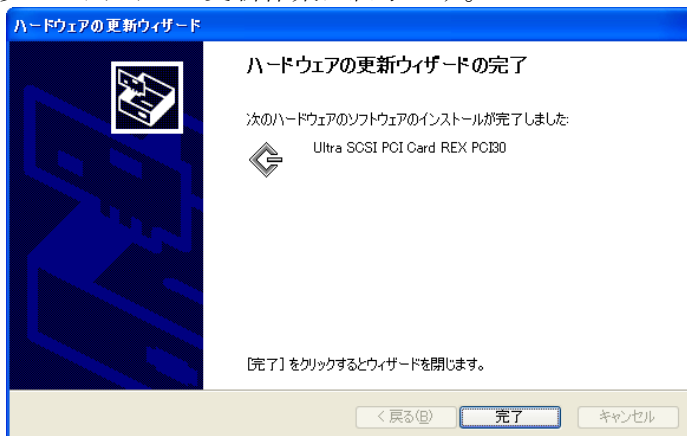 ハードウェアの更新ウィザード
ハードウェアの更新ウィザードの完了
次のハードウェアのソフトウェアのインストールが完了しました:
Ultra SCSI PCI Card REX PCI30
[完了] をクリックするとウィザードを閉じます。
< 戻る(B)
完了
キャンセル